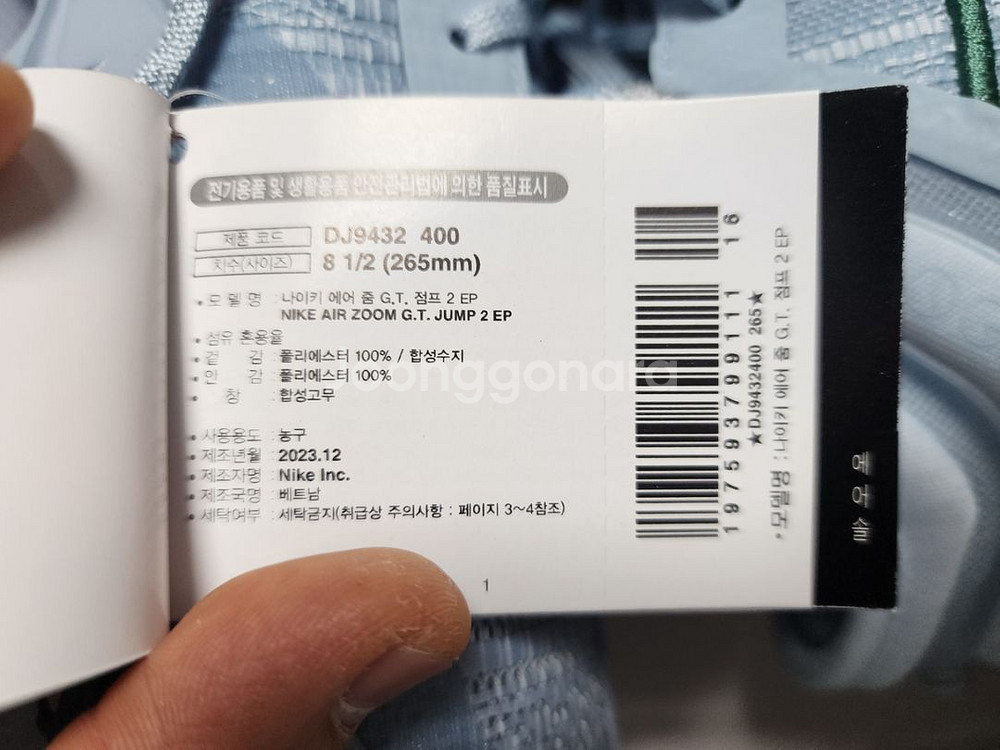 전기용품 및 생활용품 안전관리법에 의한 품질표시
제품 코드 DJ9432 400
치수(사이즈) 8 1/2 (265mm)
• 모 델 명 : 나이키 에어 줌 G.T. 점프 2 EP
NIKE AIR ZOOM G.T. JUMP 2 EP
• 섬유 혼용율
• 겉 감 : 폴리에스터 100% / 합성수지
• 안 감 : 폴리에스터 100%
• 창 : 합성고무
• 사용용도 : 농구
• 제조년월 : 2023.12
• 제조자명 : Nike Inc.
• 제조국명 : 베트남
• 세탁여부 : 세탁금지(취급상 주의사항 : 페이지 3~4참조)
1
16
197593799111
★DJ9432400 265★
• 모델명 : 나이키 에어 줌 G.T. 점프 2 EP
에어솔
onggonara